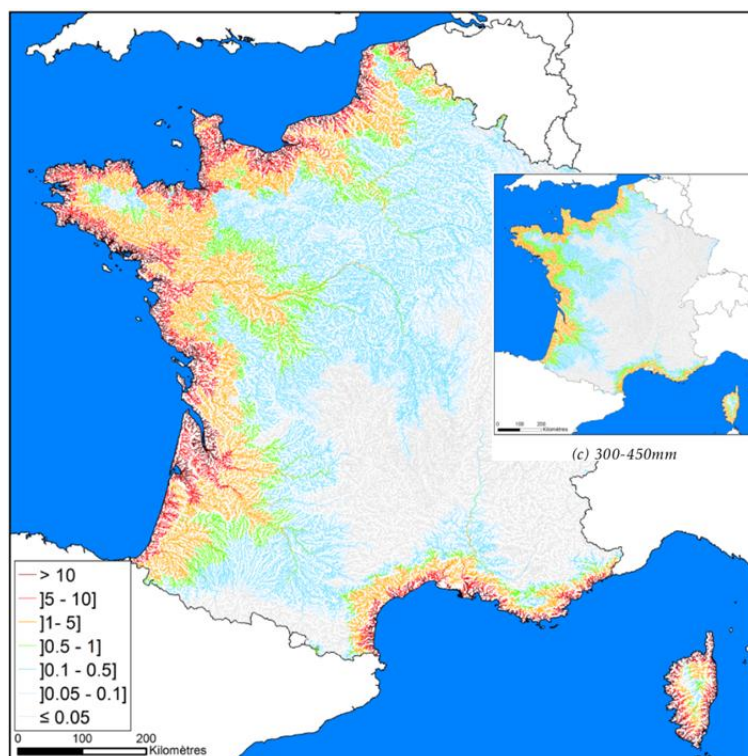 0 100 200
Kilomètres
(c) 300-450mm
> 10
]5 - 10]
]1- 5]
]0.5 - 1]
]0.1 - 0.5]
]0.05 - 0.1]
≤ 0.05
0 100 200
Kilomètres